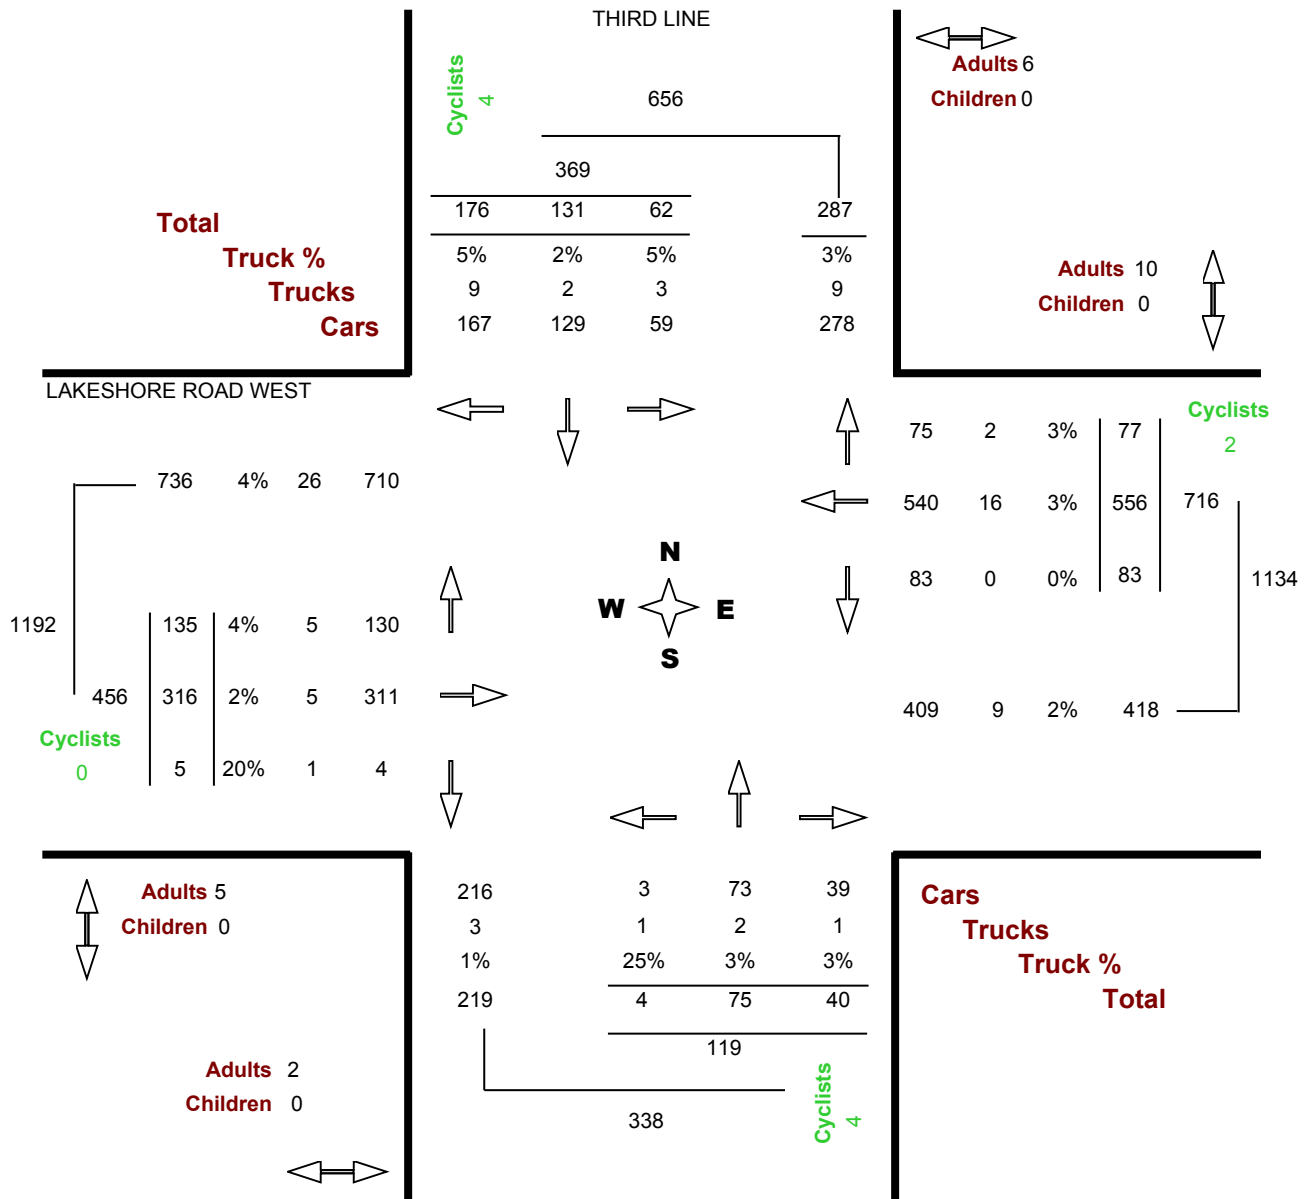 THIRD LINE
Cyclists
4
656
369
176 131 62 287
5% 2% 5% 3%
9 2 3 9
167 129 59 278
Total
Truck %
Trucks
Cars
Adults 6
Children 0
Adults 10
Children 0
LAKESHORE ROAD WEST
736 4% 26 710
1192
135 4% 5 130
456 316 2% 5 311
Cyclists
0
5 20% 1 4
N
W E
S
75 2 3% 77
Cyclists
2
540 16 3% 556 716
83 0 0% 83
1134
409 9 2% 418
Adults 5
Children 0
Adults 2
Children 0
216 3 73 39
3 1 2 1
1% 25% 3% 3%
219 4 75 40
119
338
Cyclists
4
Cars
Trucks
Truck %
Total